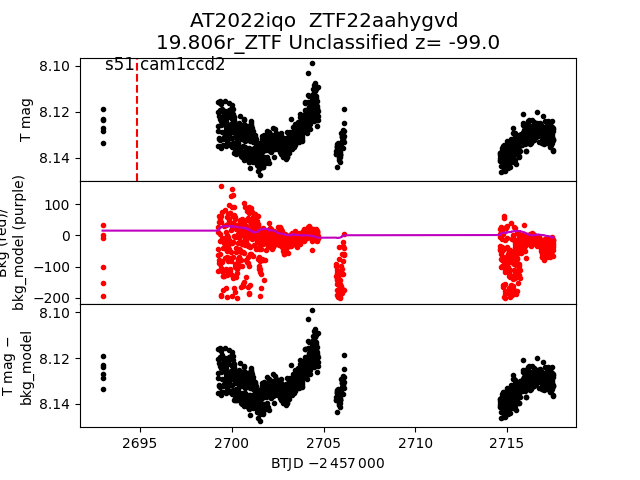 AT2022iqo  ZTF22aahygvd
19.806r_ZTF Unclassified z= -99.0
s51 cam1ccd2
T mag
8.10
8.12
8.14
bkg_model (purple)
100
0
−100
−200
T mag −
bkg_model
8.10
8.12
8.14
2695
2700
2705
2710
2715
BTJD −2 457 000